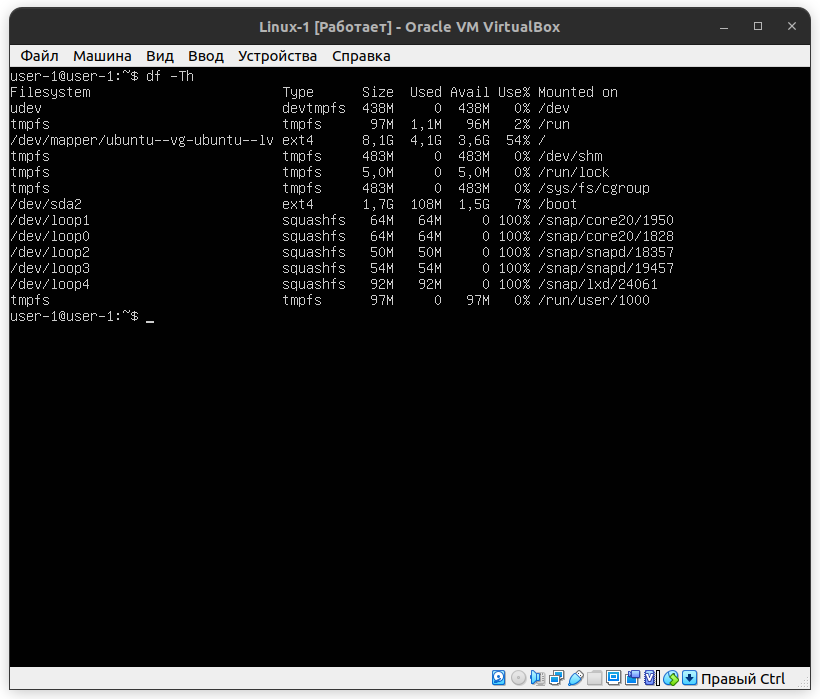 Linux-1 [Работает] - Oracle VM VirtualBox
Файл Машина Вид Ввод Устройства Справка
user-1@user-1:~$ df -Th
Filesystem Type Size Used Avail Use% Mounted on
udev devtmpfs 438M 0 438M 0% /dev
tmpfs tmpfs 97M 1,1M 96M 2% /run
/dev/mapper/ubuntu--vg-ubuntu--lv ext4 8,1G 4,1G 3,6G 54% /
tmpfs tmpfs 483M 0 483M 0% /dev/shm
tmpfs tmpfs 5,0M 0 5,0M 0% /run/lock
tmpfs tmpfs 483M 0 483M 0% /sys/fs/cgroup
/dev/sda2 ext4 1,7G 108M 1,5G 7% /boot
/dev/loop1 squashfs 64M 64M 0 100% /snap/core20/1950
/dev/loop0 squashfs 64M 64M 0 100% /snap/core20/1828
/dev/loop2 squashfs 50M 50M 0 100% /snap/snapd/18357
/dev/loop3 squashfs 54M 54M 0 100% /snap/snapd/19457
/dev/loop4 squashfs 92M 92M 0 100% /snap/lxd/24061
tmpfs tmpfs 97M 0 97M 0% /run/user/1000
user-1@user-1:~$ _
Правый Ctrl